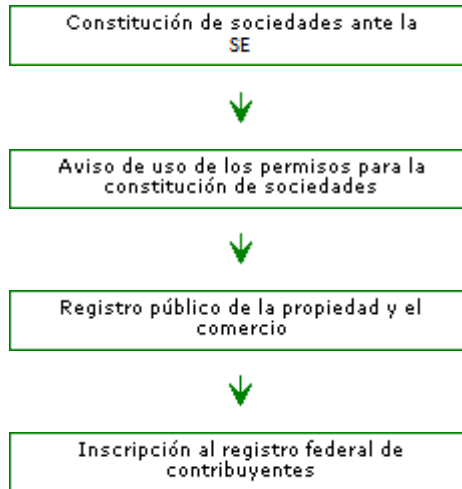 Constitución de sociedades ante la
SE
Aviso de uso de los permisos para la
constitución de sociedades
Registro público de la propiedad y el
comercio
Inscripción al registro federal de
contribuyentes